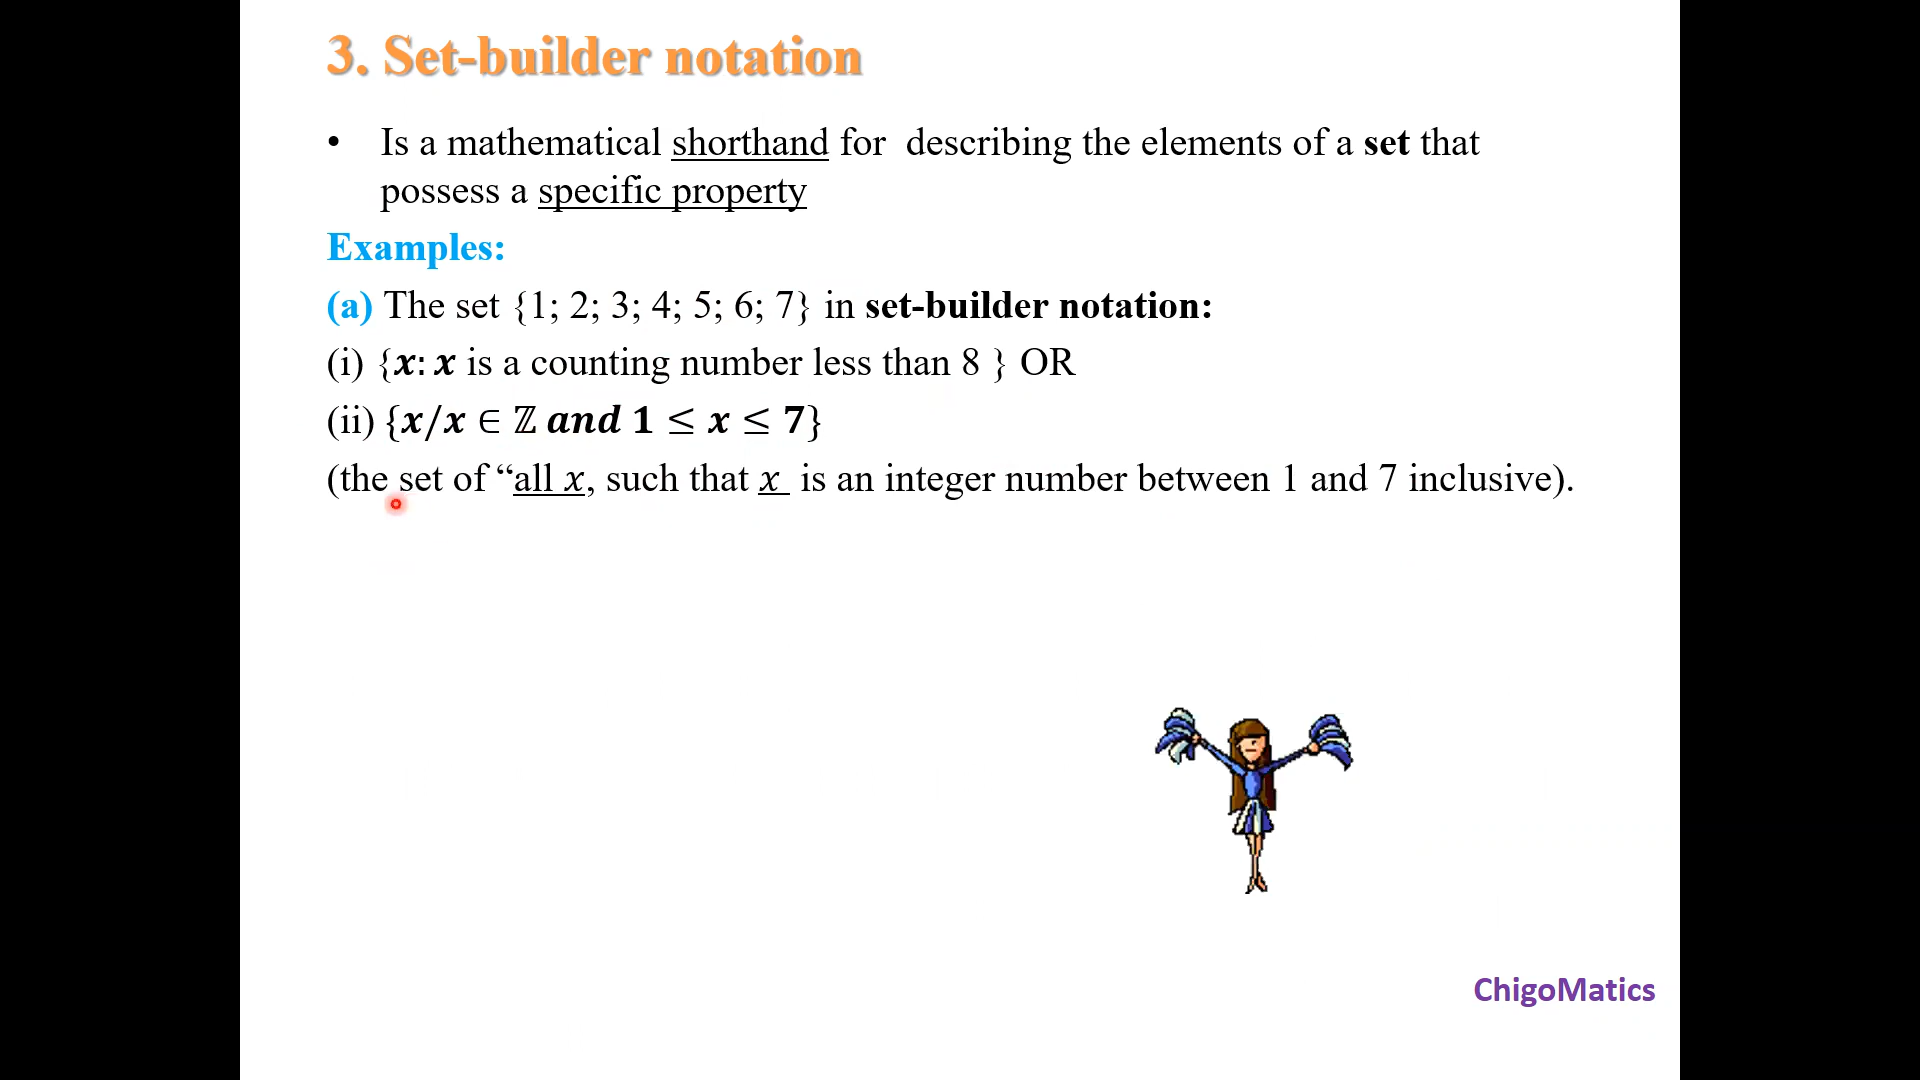 3. Set-builder notation
• Is a mathematical shorthand for describing the elements of a set that
possess a specific property
Examples:
(a) The set {1; 2; 3; 4; 5; 6; 7} in set-builder notation:
(i) {x: x is a counting number less than 8 } OR
(ii) {x/x ∈ ℤ and 1 ≤ x ≤ 7}
(the set of “all x, such that x is an integer number between 1 and 7 inclusive).
ChigoMatics